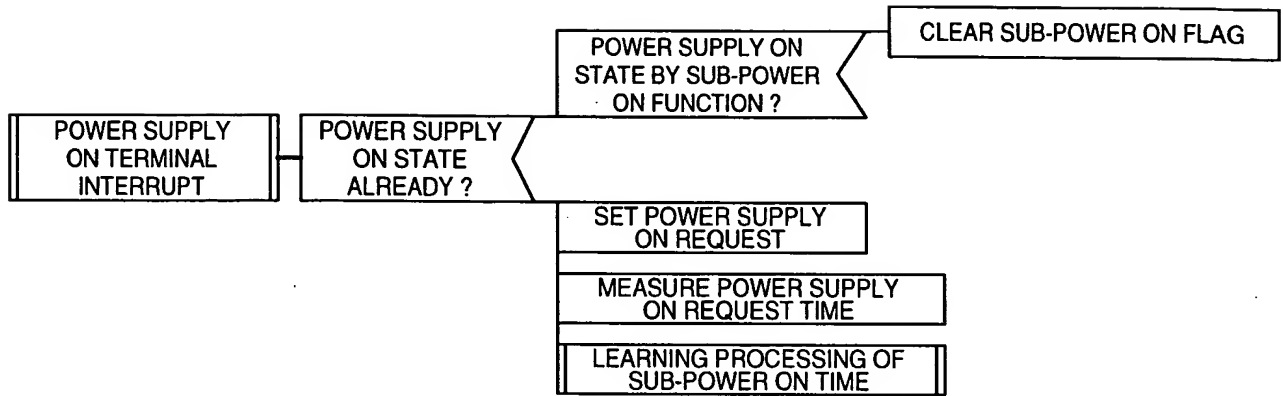 POWER SUPPLY
ON TERMINAL
INTERRUPT
POWER SUPPLY
ON STATE
ALREADY ?
POWER SUPPLY ON
STATE BY SUB-POWER
ON FUNCTION ?
CLEAR SUB-POWER ON FLAG
SET POWER SUPPLY
ON REQUEST
MEASURE POWER SUPPLY
ON REQUEST TIME
LEARNING PROCESSING OF
SUB-POWER ON TIME